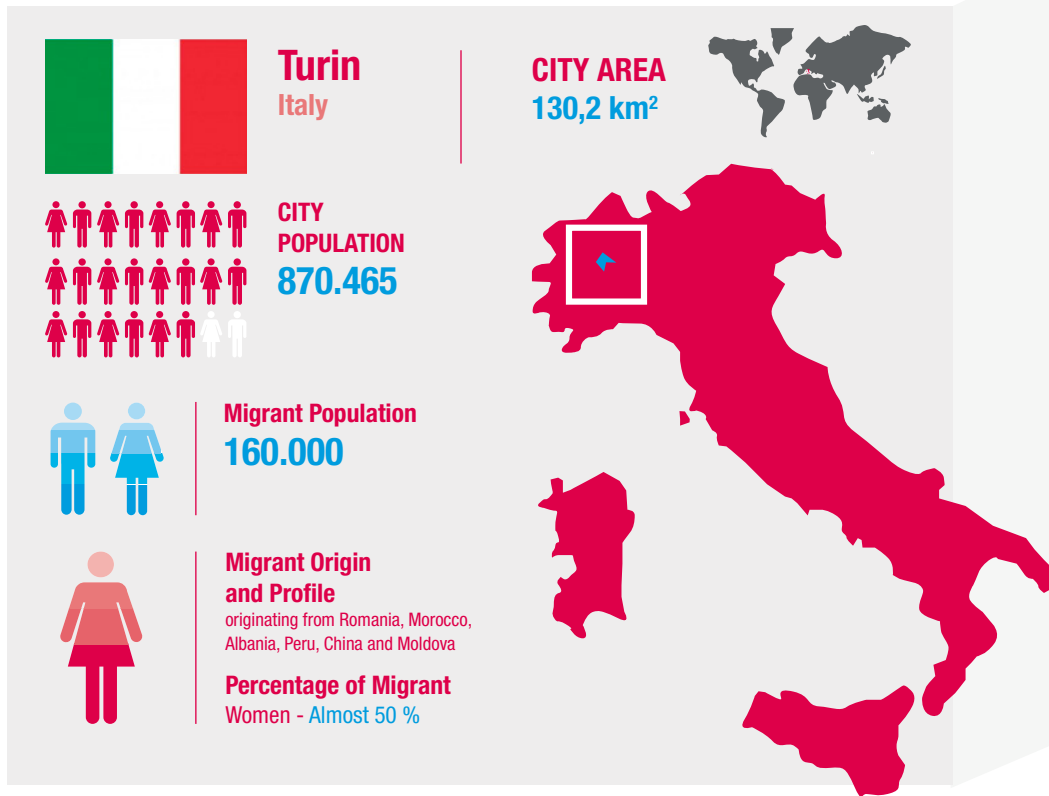 Turin
Italy
CITY AREA
130,2 km²
CITY
POPULATION
870.465
Migrant Population
160.000
Migrant Origin
and Profile
originating from Romania, Morocco,
Albania, Peru, China and Moldova
Percentage of Migrant
Women - Almost 50 %